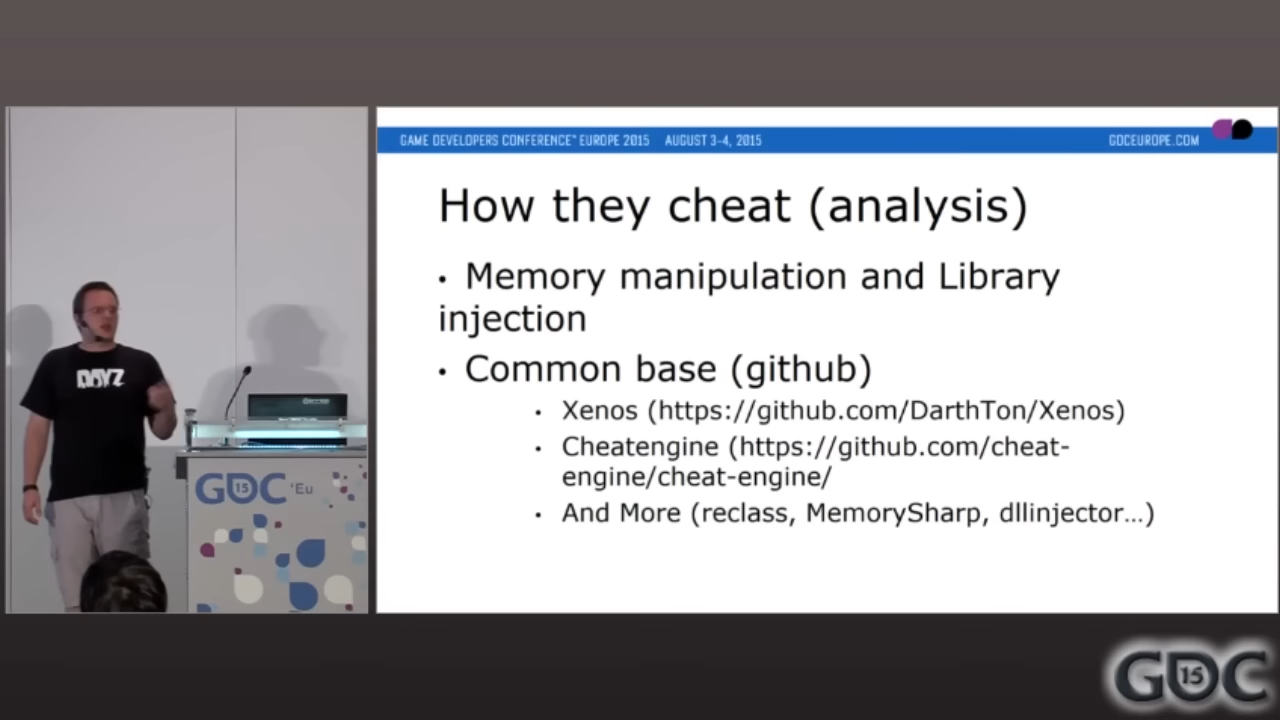 GAME DEVELOPERS CONFERENCE™ EUROPE 2015 AUGUST 3-4, 2015 GDCEUROPE.COM
How they cheat (analysis)
• Memory manipulation and Library
injection
• Common base (github)
• Xenos (https://github.com/DarthTon/Xenos)
• Cheatengine (https://github.com/cheat-
engine/cheat-engine/
• And More (reclass, MemorySharp, dllinjector…)
DAYZ
GDC 15 'Eu
GDC 15